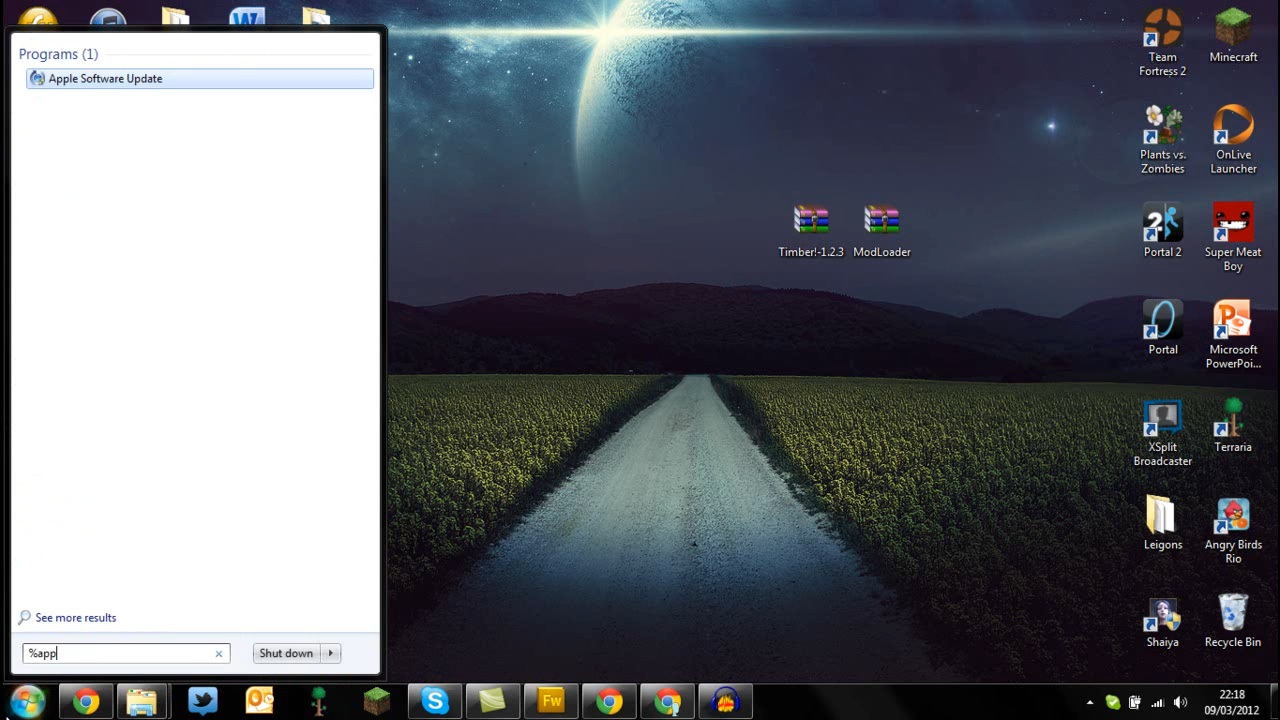 Programs (1)
Apple Software Update
See more results
%app
Shut down
Timber!-1.2.3
ModLoader
Team
Fortress 2
Minecraft
Plants vs.
Zombies
OnLive
Launcher
Portal 2
Super Meat
Boy
Portal
Microsoft
PowerPoi...
XSplit
Broadcaster
Terraria
Leigons
Angry Birds
Rio
Shaiya
Recycle Bin
Fw
22:18
09/03/2012